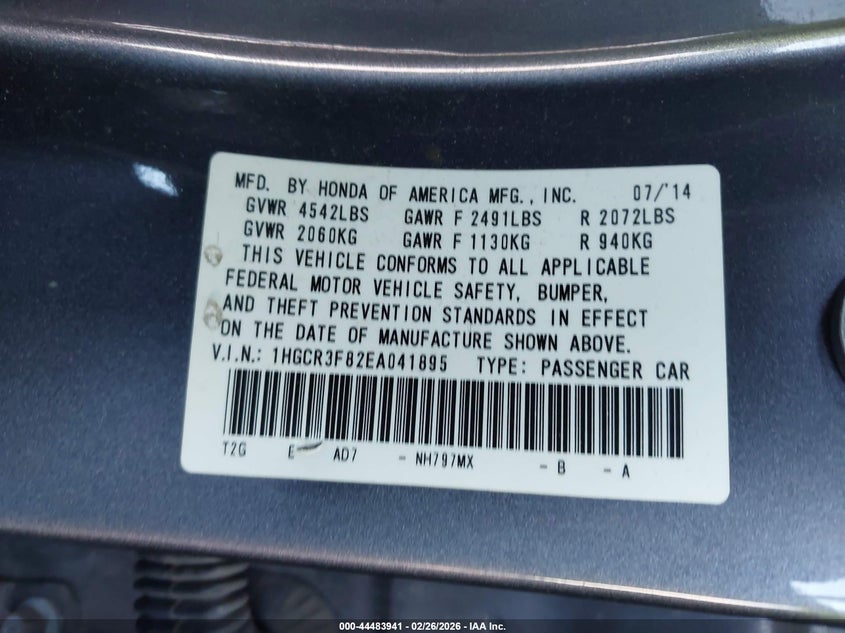 MFD. BY HONDA OF AMERICA MFG., INC. 07/'14
GVWR 4542LBS GAWR F 2491LBS R 2072LBS
GVWR 2060KG GAWR F 1130KG R 940KG
THIS VEHICLE CONFORMS TO ALL APPLICABLE
FEDERAL MOTOR VEHICLE SAFETY, BUMPER,
AND THEFT PREVENTION STANDARDS IN EFFECT
ON THE DATE OF MANUFACTURE SHOWN ABOVE.
V.I.N.: 1HGCR3F82EA041895 TYPE: PASSENGER CAR
T2G E AD7 - NH797MX - B - A
000-44483941 - 02/26/2026 - IAA Inc.